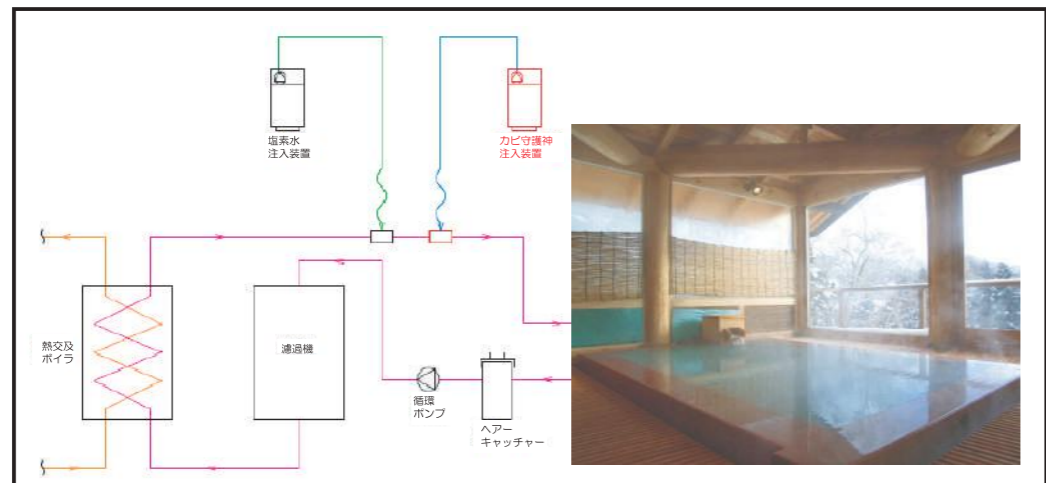 塩素水
注入装置
カビ守護神
注入装置
熱交及
ボイラ
濾過機
循環
ポンプ
ヘアー
キャッチャー